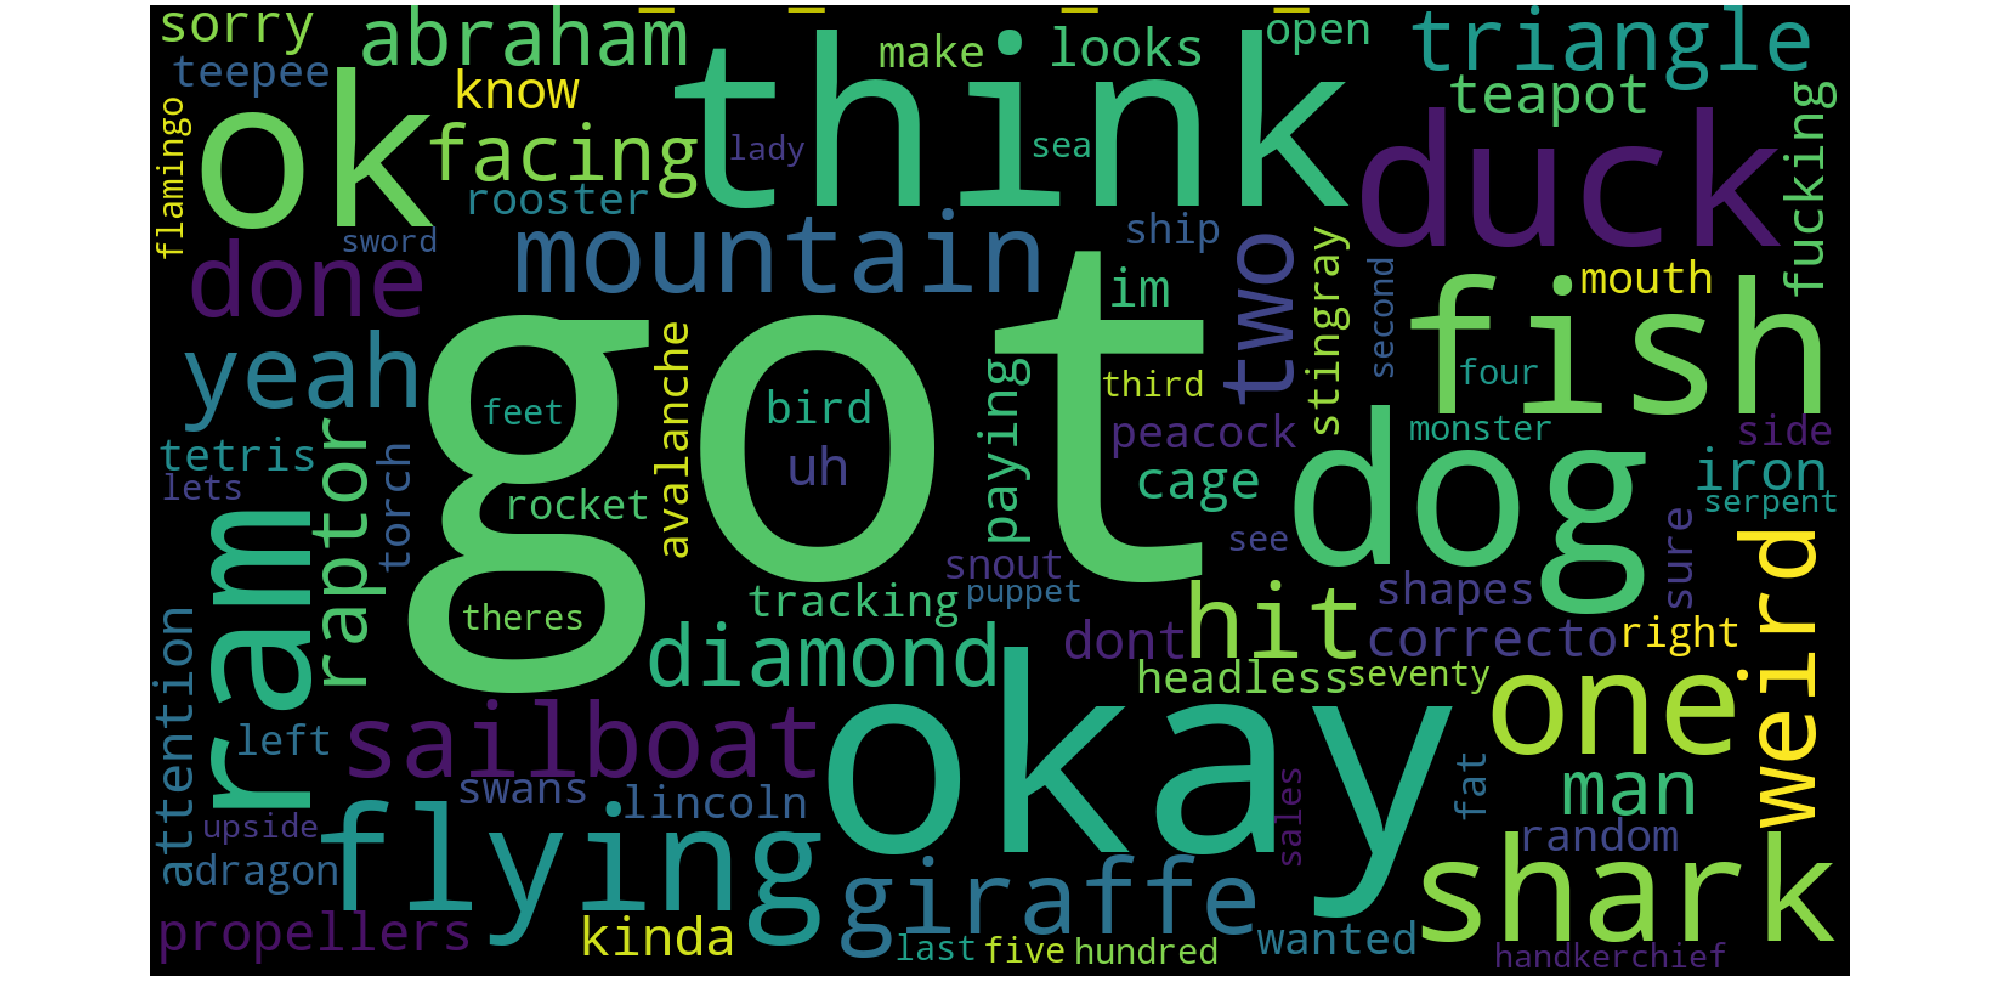 sorry
abraham
think
make
looks
open
triangle
teepee
ok
know
teapot
flamingo
facing
lady
sea
duck
fucking
rooster
sword
mountain
ship
two
done
im
stingray
second
mouth
fish
yeah
got
avalanche
paying
third
four
feet
bird
peacock
dog
monster
side
tetris
raptor
torch
uh
cage
iron
lets
rocket
serpent
ram
snout
see
sure
weird
theres
tracking
puppet
hit
shapes
attention
diamond
dont
correcto
right
headless
seventy
left
sailboat
okay
one
swans
lincoln
sales
fat
man
upside
flying
random
dragon
giraffe
shark
propellers
kinda
last
five
hundred
wanted
handkerchief